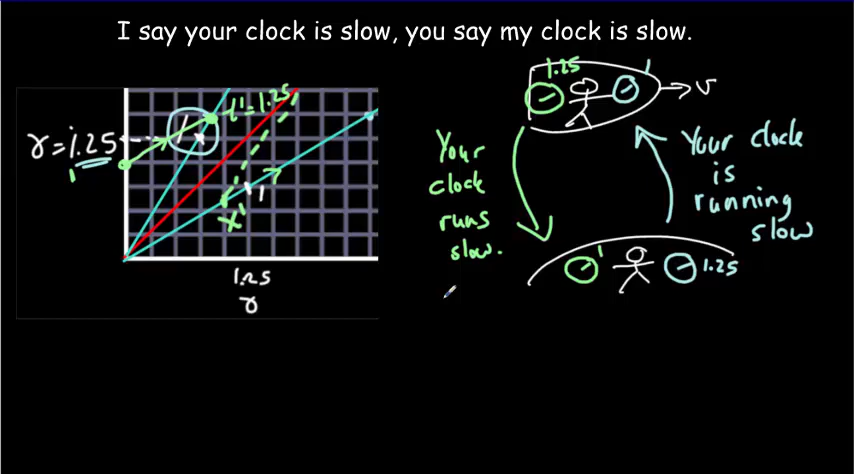 I say your clock is slow, you say my clock is slow.
1.25
1
v
t'=1.25
1
γ=1.25
1
x'
1
Your
clock
runs
slow.
Your clock
is
running
slow
1
1.25
1.25
γ